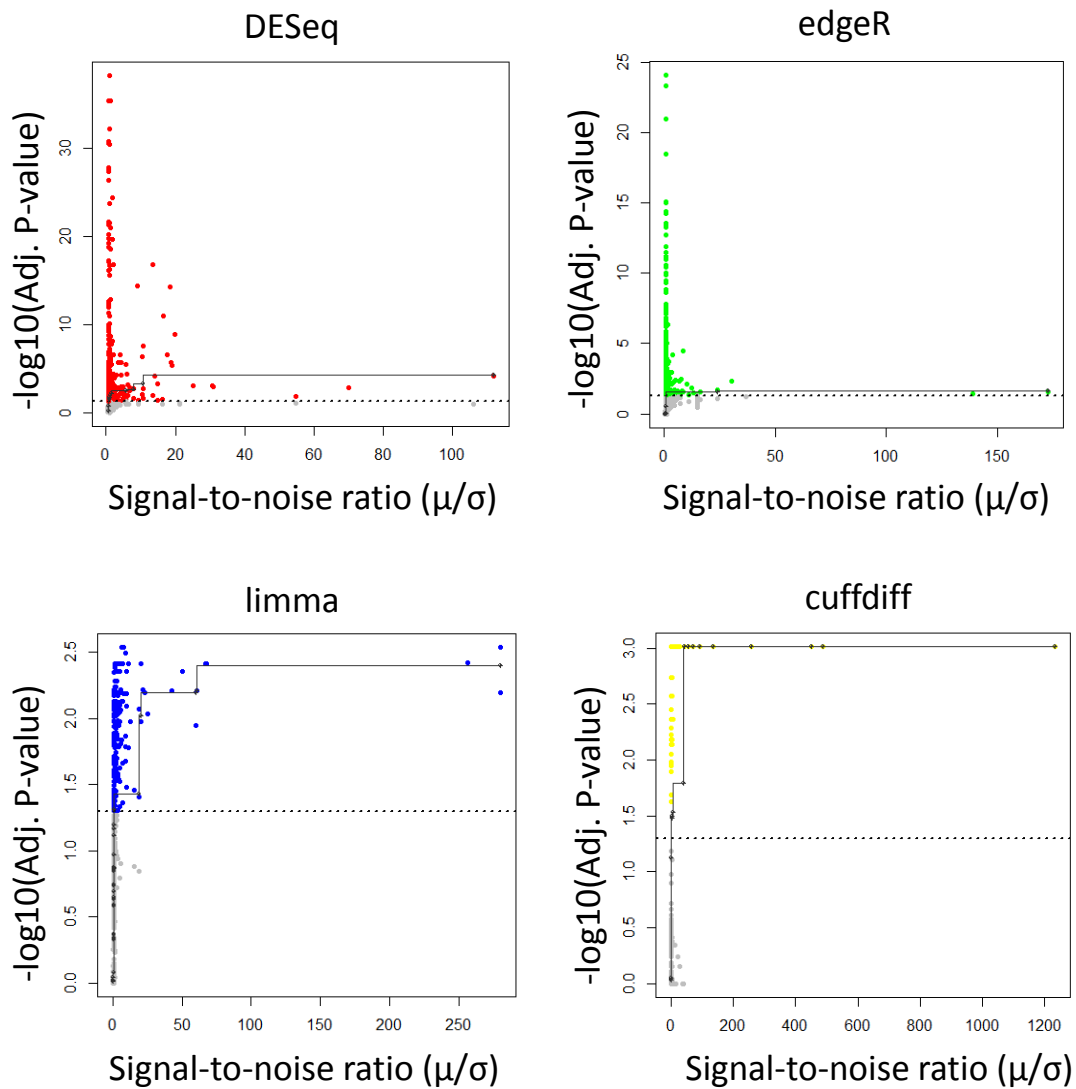 DESeq
-log10(Adj. P-value)
0 10 20 30
0 20 40 60 80 100
Signal-to-noise ratio (μ/σ)
edgeR
-log10(Adj. P-value)
0 5 10 15 20 25
0 50 100 150
Signal-to-noise ratio (μ/σ)
limma
-log10(Adj. P-value)
0.0 0.5 1.0 1.5 2.0 2.5
0 50 100 150 200 250
Signal-to-noise ratio (μ/σ)
cuffdiff
-log10(Adj. P-value)
0.0 0.5 1.0 1.5 2.0 2.5 3.0
0 200 400 600 800 1000 1200
Signal-to-noise ratio (μ/σ)